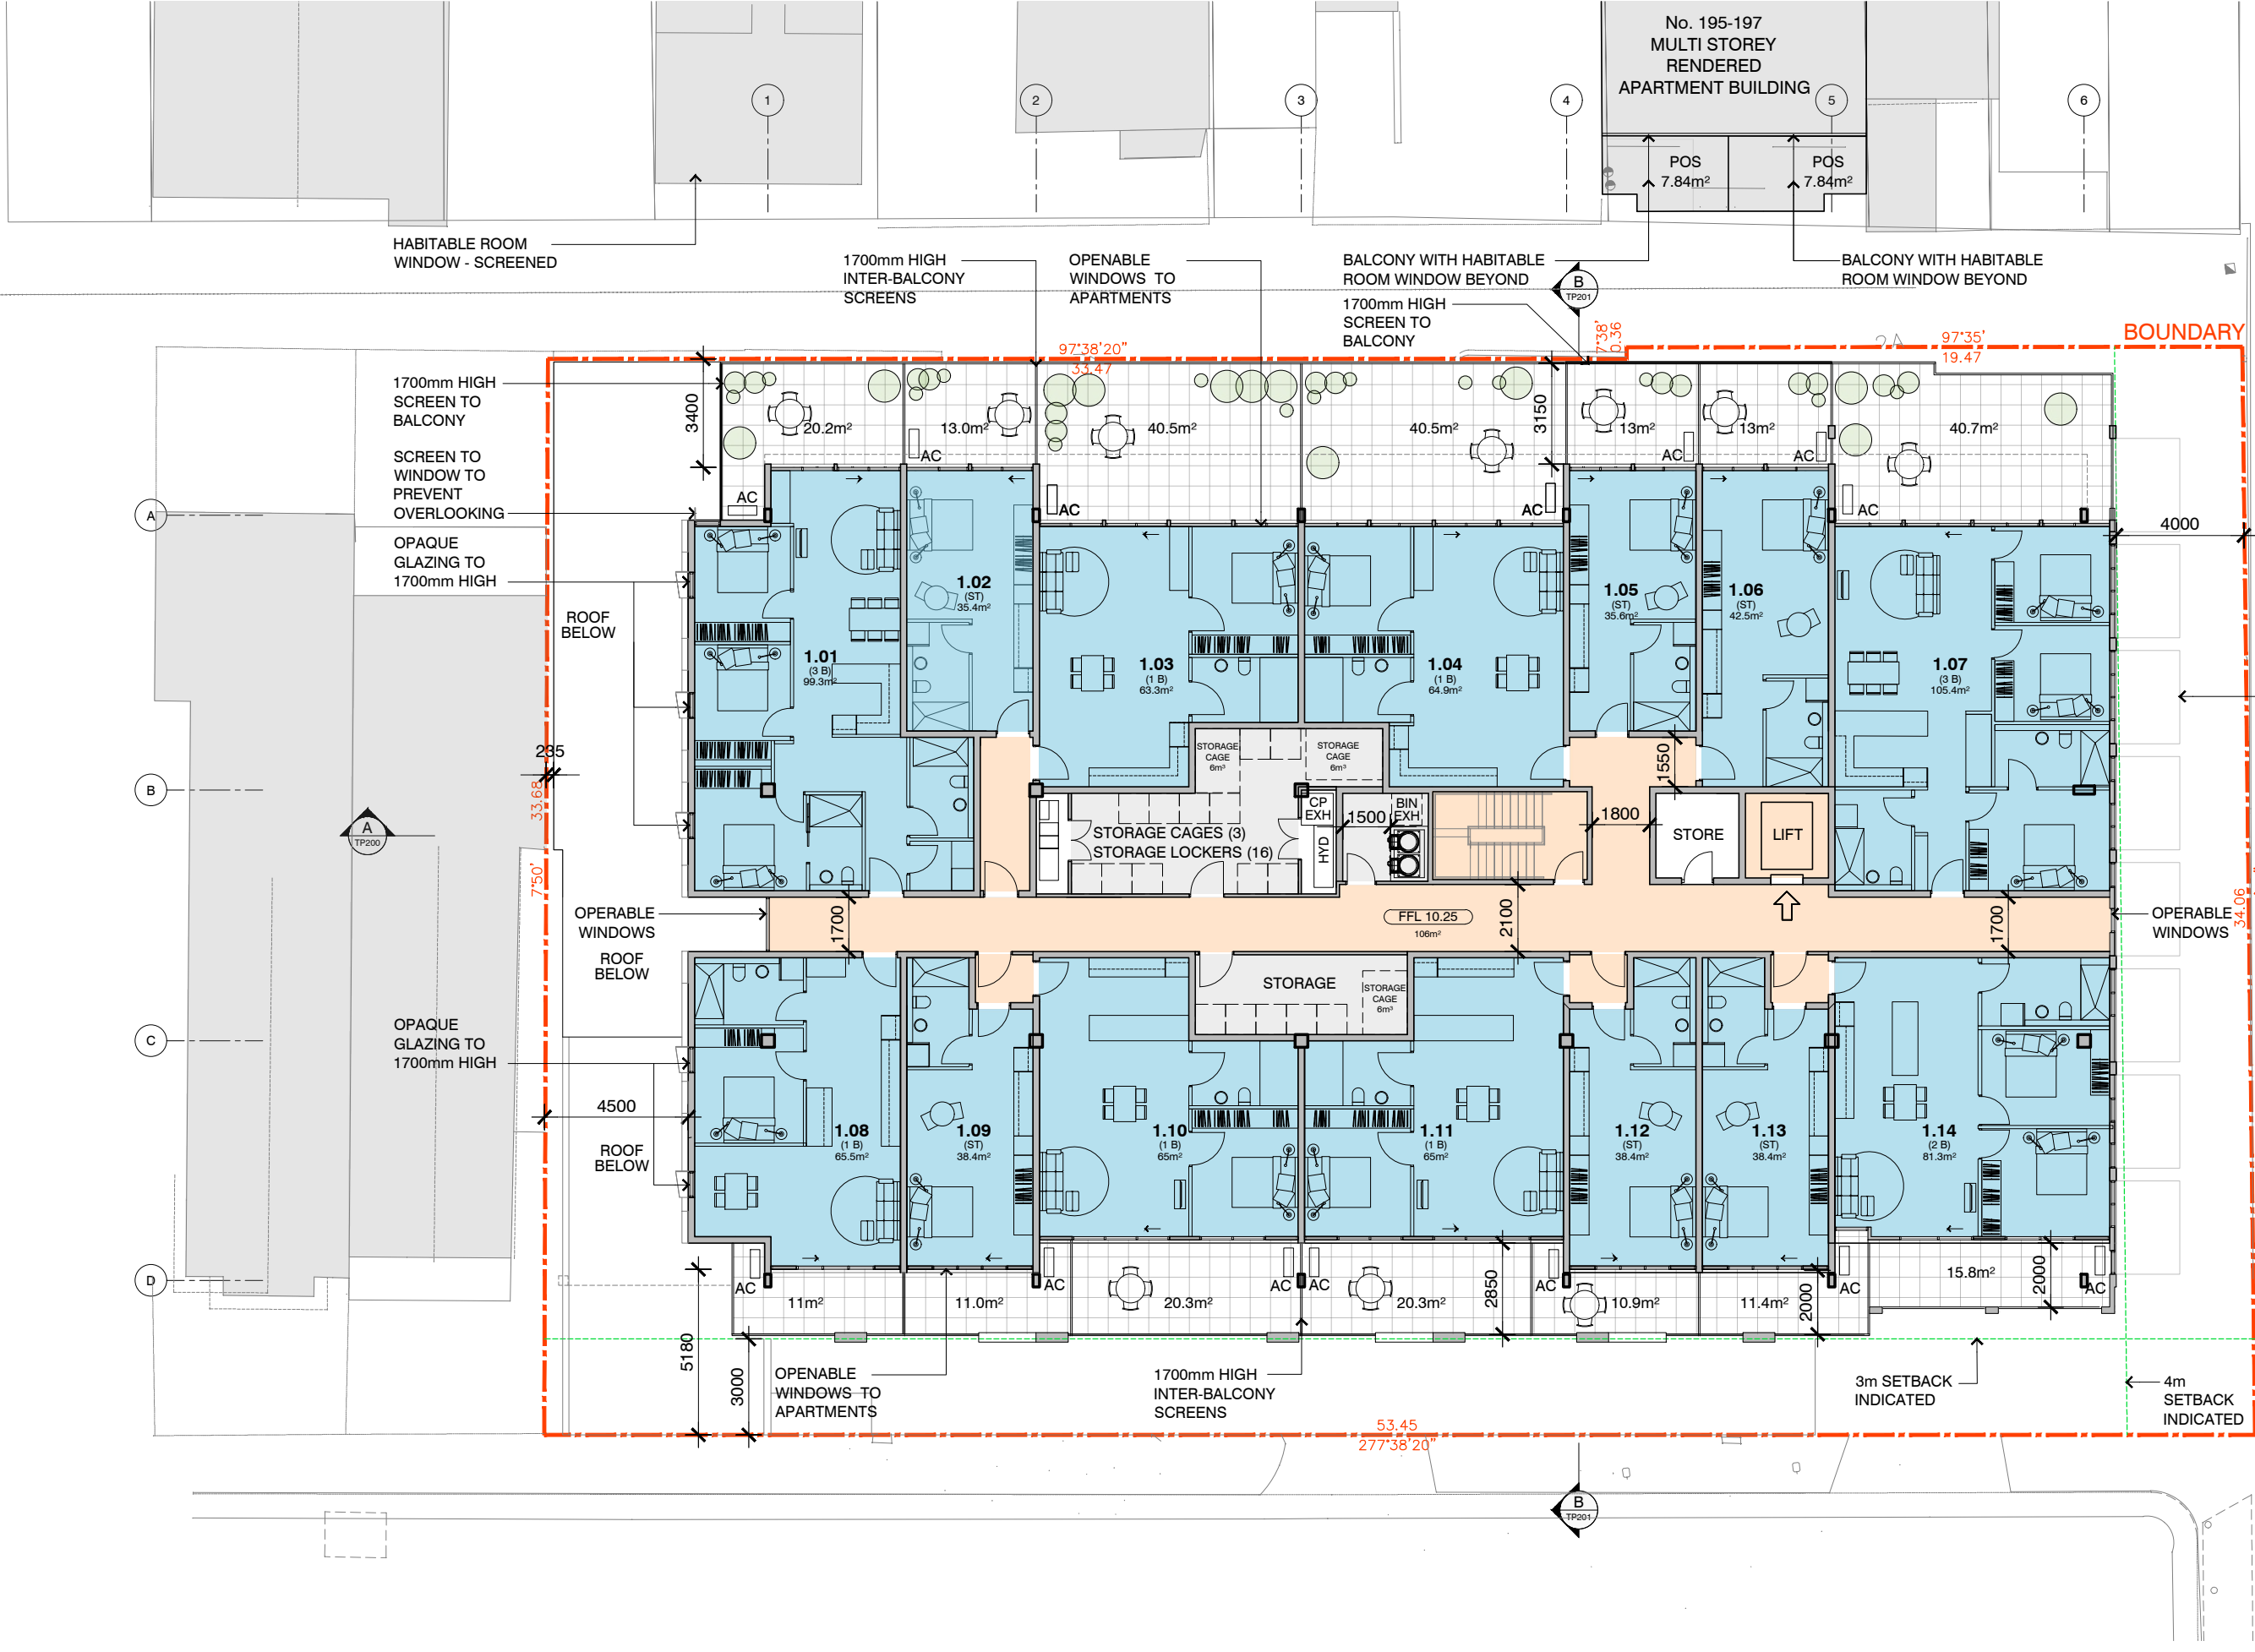 No. 195-197
MULTI STOREY
RENDERED
APARTMENT BUILDING
1
2
3
4
5
6
POS
7.84m²
POS
7.84m²
HABITABLE ROOM
WINDOW - SCREENED
1700mm HIGH
INTER-BALCONY
SCREENS
OPENABLE
WINDOWS TO
APARTMENTS
BALCONY WITH HABITABLE
ROOM WINDOW BEYOND
1700mm HIGH
SCREEN TO
BALCONY
B
TP201
BALCONY WITH HABITABLE
ROOM WINDOW BEYOND
BOUNDARY
97°38'20"
33.47
7°38'
0.36
2A
97°35'
19.47
1700mm HIGH
SCREEN TO
BALCONY
SCREEN TO
WINDOW TO
PREVENT
OVERLOOKING
OPAQUE
GLAZING TO
1700mm HIGH
ROOF
BELOW
3400
20.2m²
13.0m²
40.5m²
40.5m²
3150
13m²
13m²
40.7m²
AC
AC
AC
AC
AC
AC
AC
4000
A
B
C
D
A
TP200
235
33.68
7°50'
1.01
(3 B)
99.3m²
1.02
(ST)
35.4m²
1.03
(1 B)
63.3m²
1.04
(1 B)
64.9m²
1.05
(ST)
35.6m²
1.06
(ST)
42.5m²
1.07
(3 B)
105.4m²
STORAGE
CAGE
6m³
STORAGE
CAGE
6m³
STORAGE CAGES (3)
STORAGE LOCKERS (16)
CP
EXH
HYD
1500
BIN
EXH
1800
1550
STORE
LIFT
OPERABLE
WINDOWS
1700
FFL 10.25
106m²
2100
1700
OPERABLE
WINDOWS
34.06
ROOF
BELOW
STORAGE
STORAGE
CAGE
6m³
OPAQUE
GLAZING TO
1700mm HIGH
4500
ROOF
BELOW
1.08
(1 B)
65.5m²
1.09
(ST)
38.4m²
1.10
(1 B)
65m²
1.11
(1 B)
65m²
1.12
(ST)
38.4m²
1.13
(ST)
38.4m²
1.14
(2 B)
81.3m²
AC
AC
AC
AC
AC
AC
AC
11m²
11.0m²
20.3m²
20.3m²
2850
10.9m²
11.4m²
2000
15.8m²
2000
5180
3000
OPENABLE
WINDOWS TO
APARTMENTS
1700mm HIGH
INTER-BALCONY
SCREENS
3m SETBACK
INDICATED
4m
SETBACK
INDICATED
53.45
277°38'20"
B
TP201